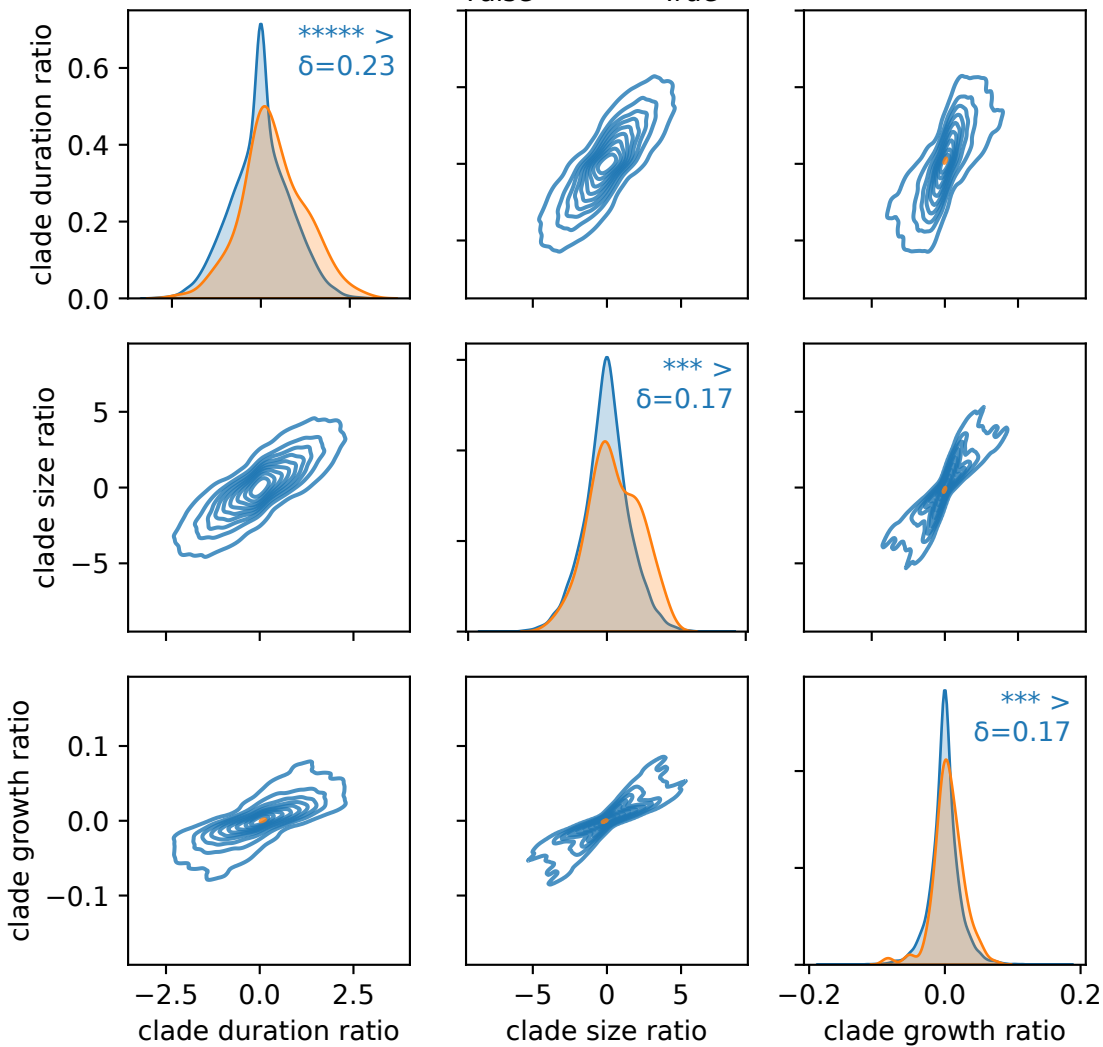 clade duration ratio
0.6
0.4
0.2
0.0
***** >
δ=0.23
clade size ratio
5
0
−5
*** >
δ=0.17
clade growth ratio
0.1
0.0
−0.1
*** >
δ=0.17
−2.5 0.0 2.5
−5 0 5
−0.2 0.0 0.2
clade duration ratio
clade size ratio
clade growth ratio